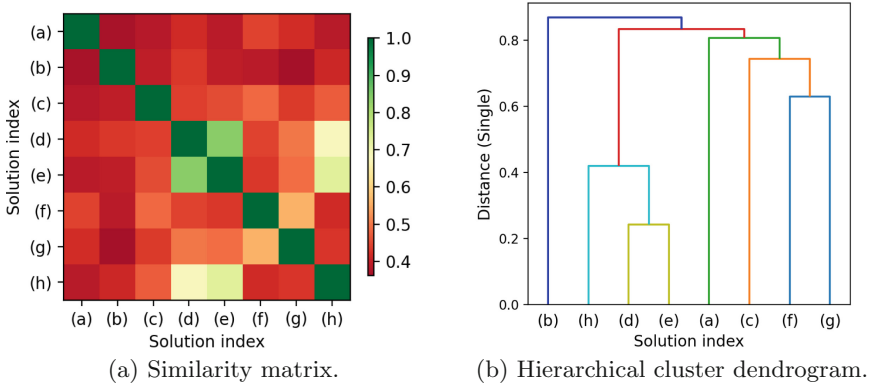 (a)
(b)
(c)
(d)
(e)
(f)
(g)
(h)
Solution index
(a) (b) (c) (d) (e) (f) (g) (h)
Solution index
1.0
0.9
0.8
0.7
0.6
0.5
0.4
(a) Similarity matrix.
Distance (Single)
0.8
0.6
0.4
0.2
0.0
(b) (h) (d) (e) (a) (c) (f) (g)
Solution index
(b) Hierarchical cluster dendrogram.